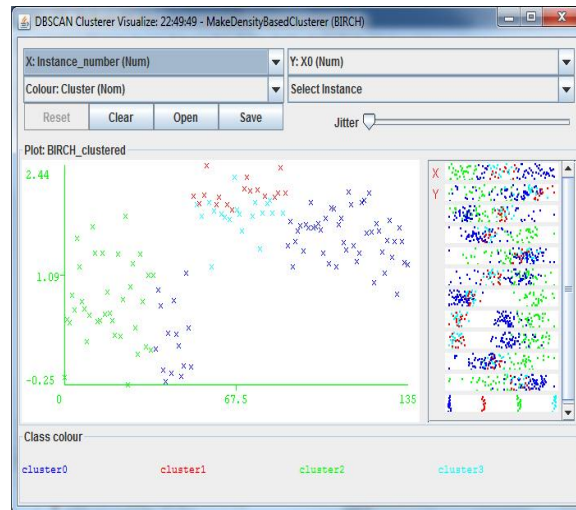 DBSCAN Clusterer Visualize: 22:49:49 - MakeDensityBasedClusterer (BIRCH)
X: Instance_number (Num) Y: X0 (Num)
Colour: Cluster (Nom) Select Instance
Reset Clear Open Save Jitter
Plot: BIRCH_clustered
2.44
1.09
-0.25
0 67.5 135
X
Y
Class colour
cluster0 cluster1 cluster2 cluster3